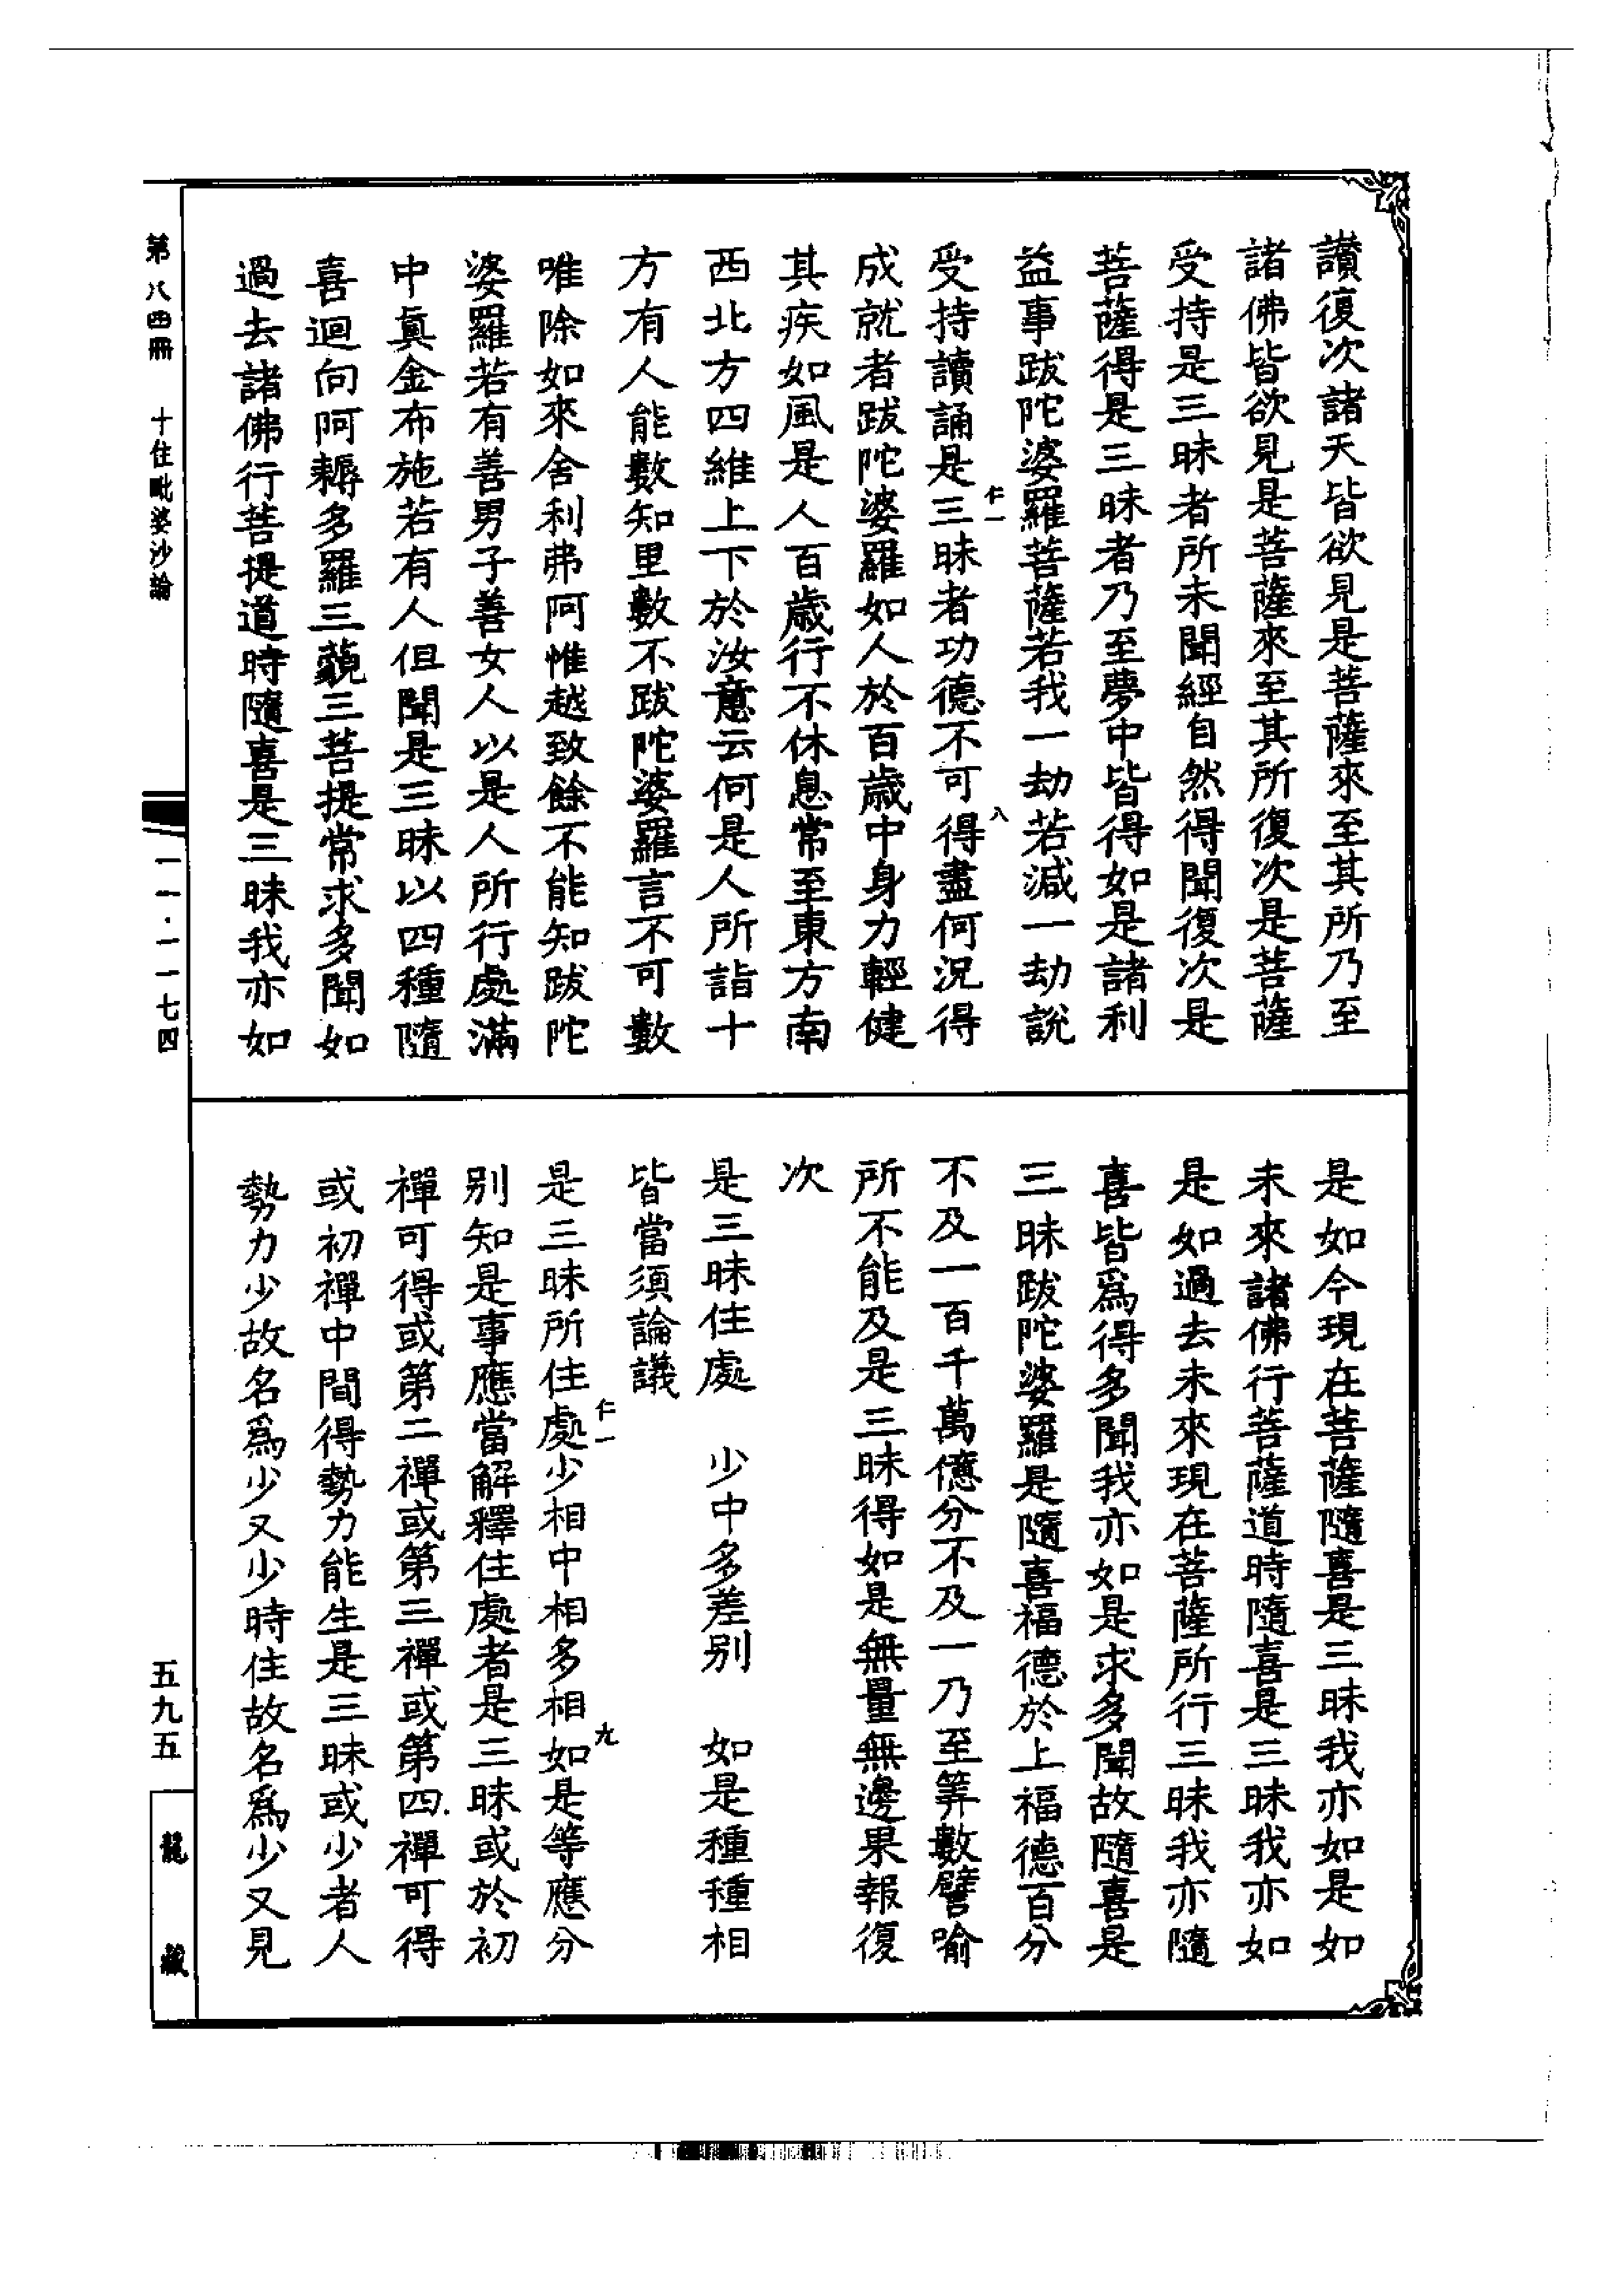 讃復次諸天皆欲見是菩薩來至其所乃至
諸佛皆欲見是菩薩來至其所復次是菩薩
受持是三昧者所未聞經自然得聞復次是
菩薩得是三昧者乃至夢中皆得如是諸利
益事跋陀婆羅菩薩若我一劫若減一劫說
受持讀誦是三昧者功德不可得盡何況得
仁一
八
成就者跋陀婆羅如人於百歲中身力輕健
其疾如風是人百歲行不休息常至東方南
西北方四維上下於汝意云何是人所詣十
方有人能數知里數不跋陀婆羅言不可數
唯除如來舍利弗阿惟越致餘不能知跋陀
婆羅若有善男子善女人以是人所行處滿
中眞金布施若有人但聞是三昧以四種隨
喜迴向阿耨多羅三藐三菩提常求多聞如
過去諸佛行菩提道時隨喜是三昧我亦如
是如今現在菩薩隨喜是三昧我亦如是如
未來諸佛行菩薩道時隨喜是三昧我亦如
是如過去未來現在菩薩所行三昧我亦隨
喜皆爲得多聞我亦如是求多聞故隨喜是
三昧跋陀婆羅是隨喜福德於上福德百分
不及一百千萬億分不及一乃至筭數譬喻
所不能及是三昧得如是無量無邊果報復
次
是三昧住處　少中多差别　如是種種相
皆當須論議
是三昧所住處少相中相多相如是等應分
仁一
九
别知是事應當解釋住處者是三昧或於初
禪可得或第二禪或第三禪或第四禪可得
或初禪中間得勢力能生是三昧或少者人
勢力少故名爲少又少時住故名爲少又見
第八四冊　十住毗婆沙論
一一·一一七四
五九五
龍藏